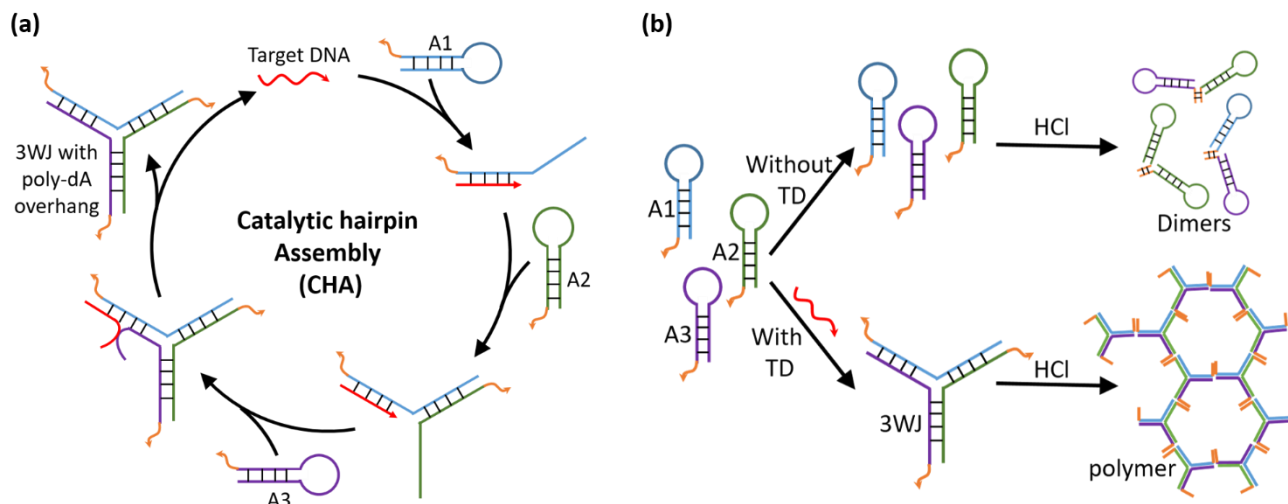 (a)
Target DNA
A1
3WJ with
poly-dA
overhang
Catalytic hairpin
Assembly
(CHA)
A2
A3
(b)
A1
A2
A3
Without
TD
HCl
Dimers
With
TD
3WJ
HCl
polymer